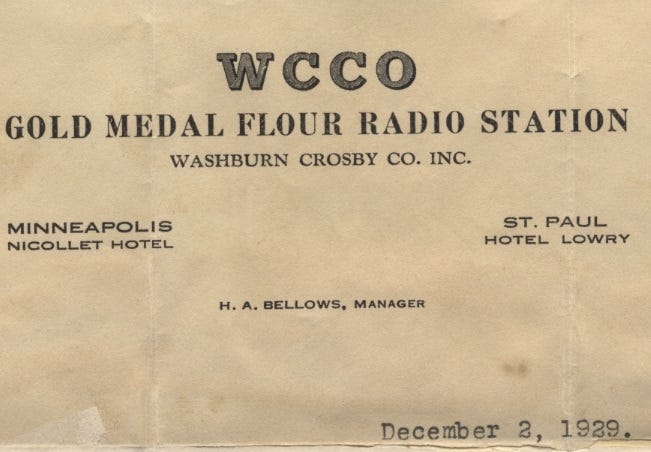 WCCO
GOLD MEDAL FLOUR RADIO STATION
WASHBURN CROSBY CO. INC.
MINNEAPOLIS
NICOLLET HOTEL
ST. PAUL
HOTEL LOWRY
H. A. BELLOWS, MANAGER
December 2, 1929.